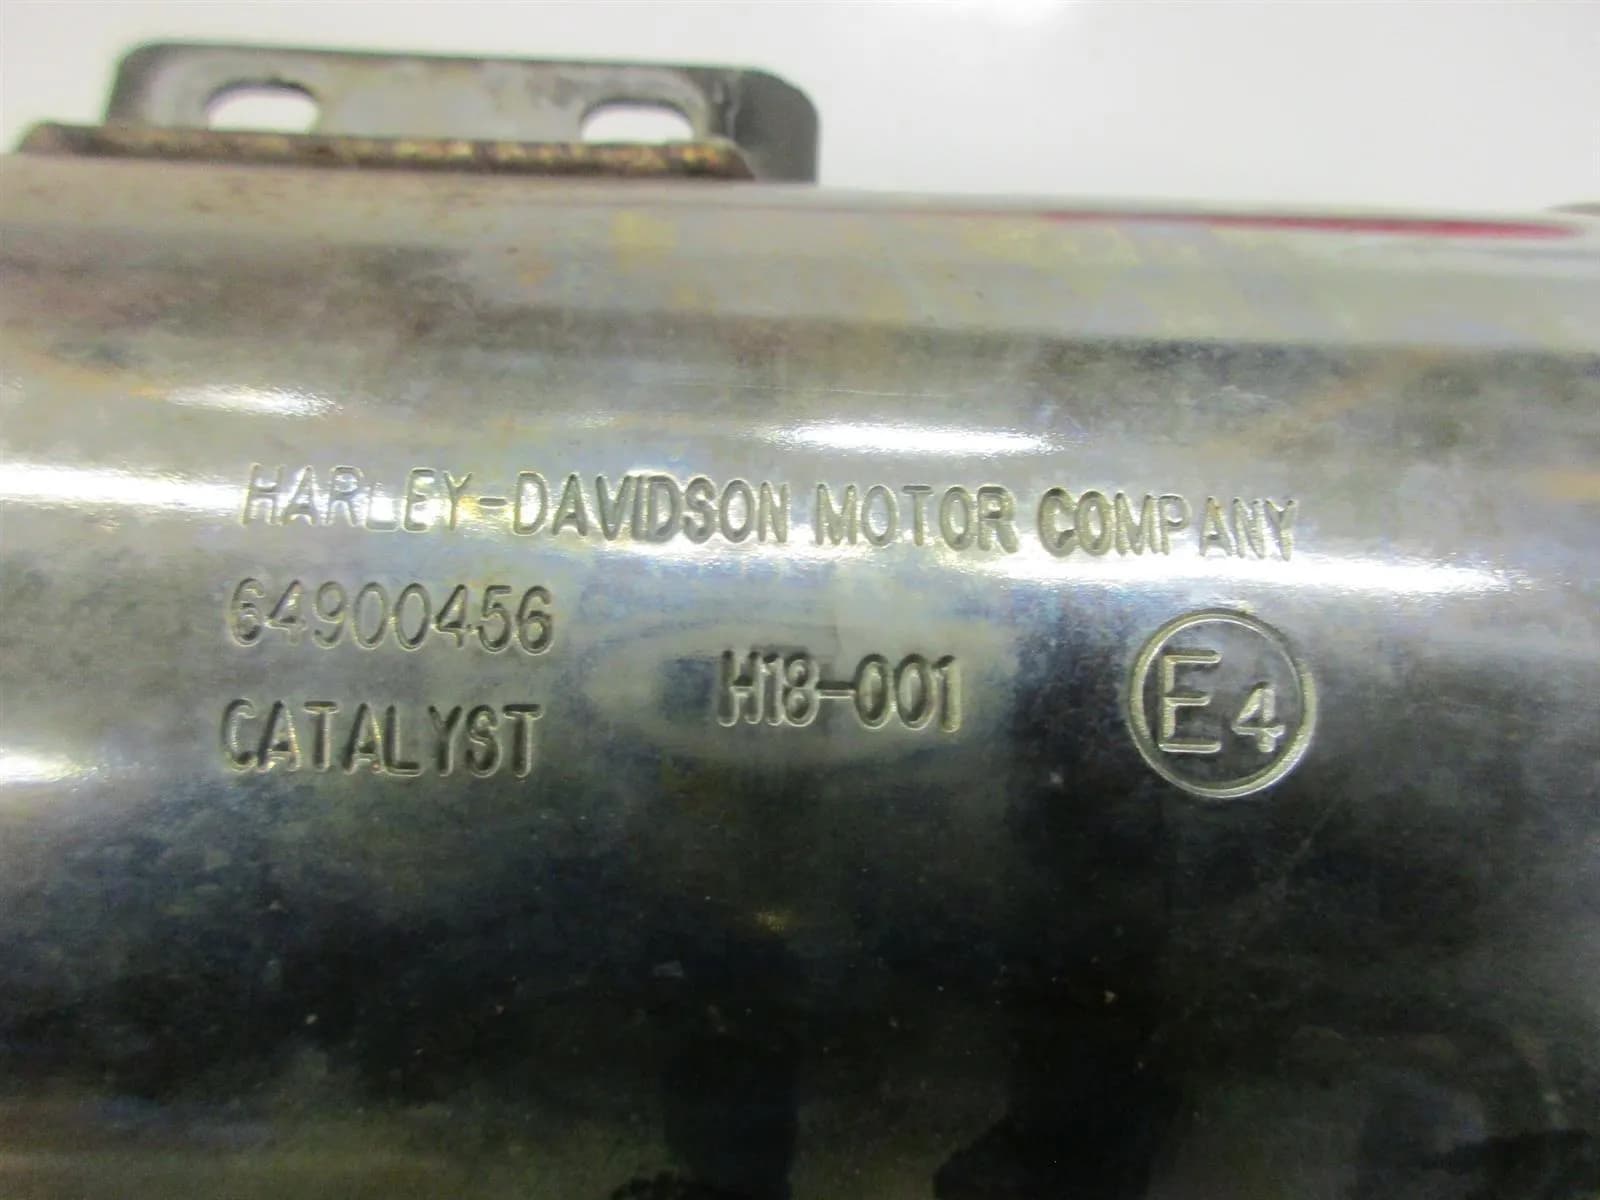 HARLEY-DAVIDSON MOTOR COMPANY
64900456
H18-001
E4
CATALYST